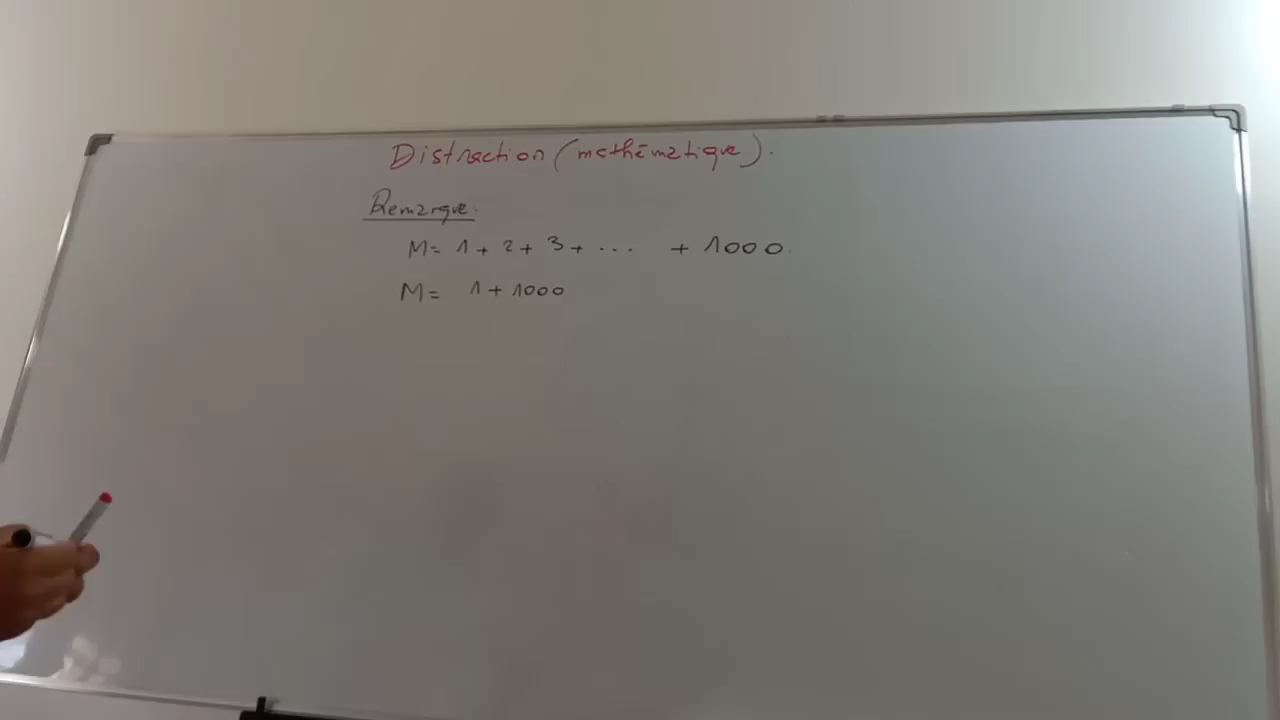 Distraction (mathématique).
Remarque.
M= 1 + 2 + 3 + ... + 1000.
M= 1 + 1000